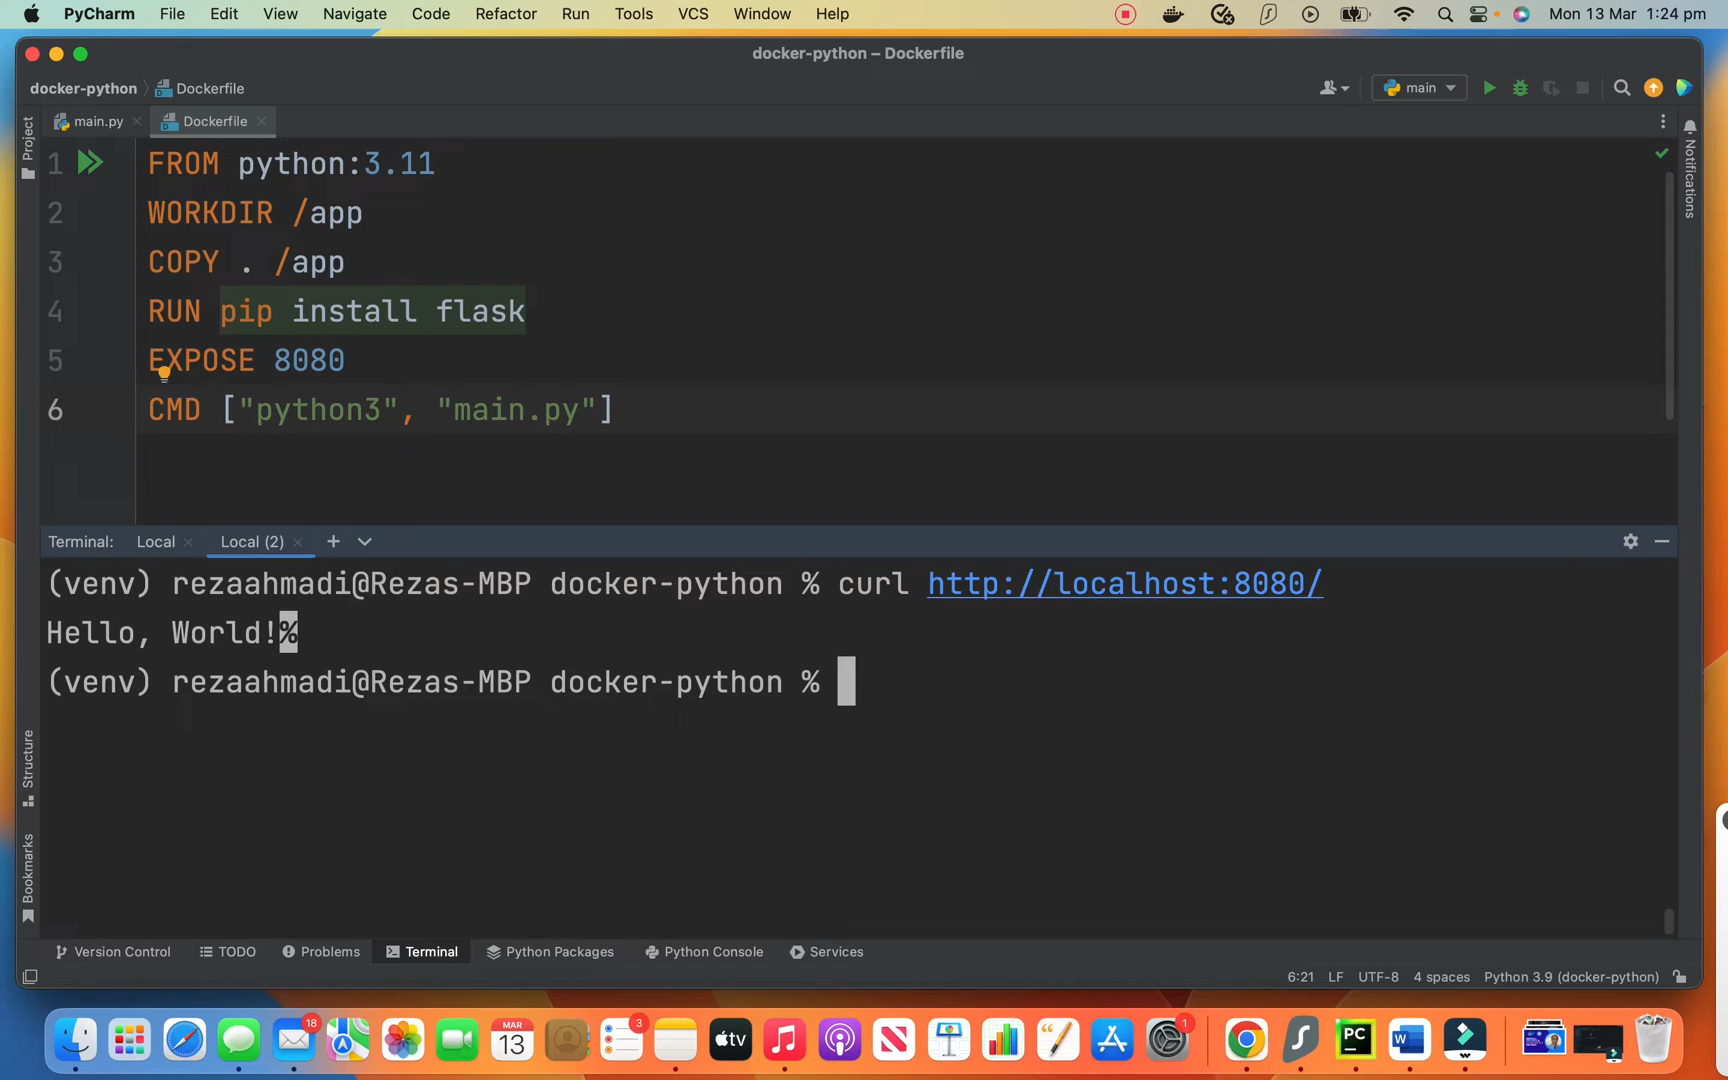 PyCharm File Edit View Navigate Code Refactor Run Tools VCS Window Help Mon 13 Mar 1:24 pm
docker-python – Dockerfile
docker-python Dockerfile main
main.py Dockerfile
Project
Notifications
1 FROM python:3.11
2 WORKDIR /app
3 COPY . /app
4 RUN pip install flask
5 EXPOSE 8080
6 CMD ["python3", "main.py"]
Terminal: Local Local (2)
(venv) rezaahmadi@Rezas-MBP docker-python % curl http://localhost:8080/
Hello, World!%
(venv) rezaahmadi@Rezas-MBP docker-python %
Structure
Bookmarks
Version Control TODO Problems Terminal Python Packages Python Console Services
6:21 LF UTF-8 4 spaces Python 3.9 (docker-python)
18 MAR 13 3 tv 1 PC W